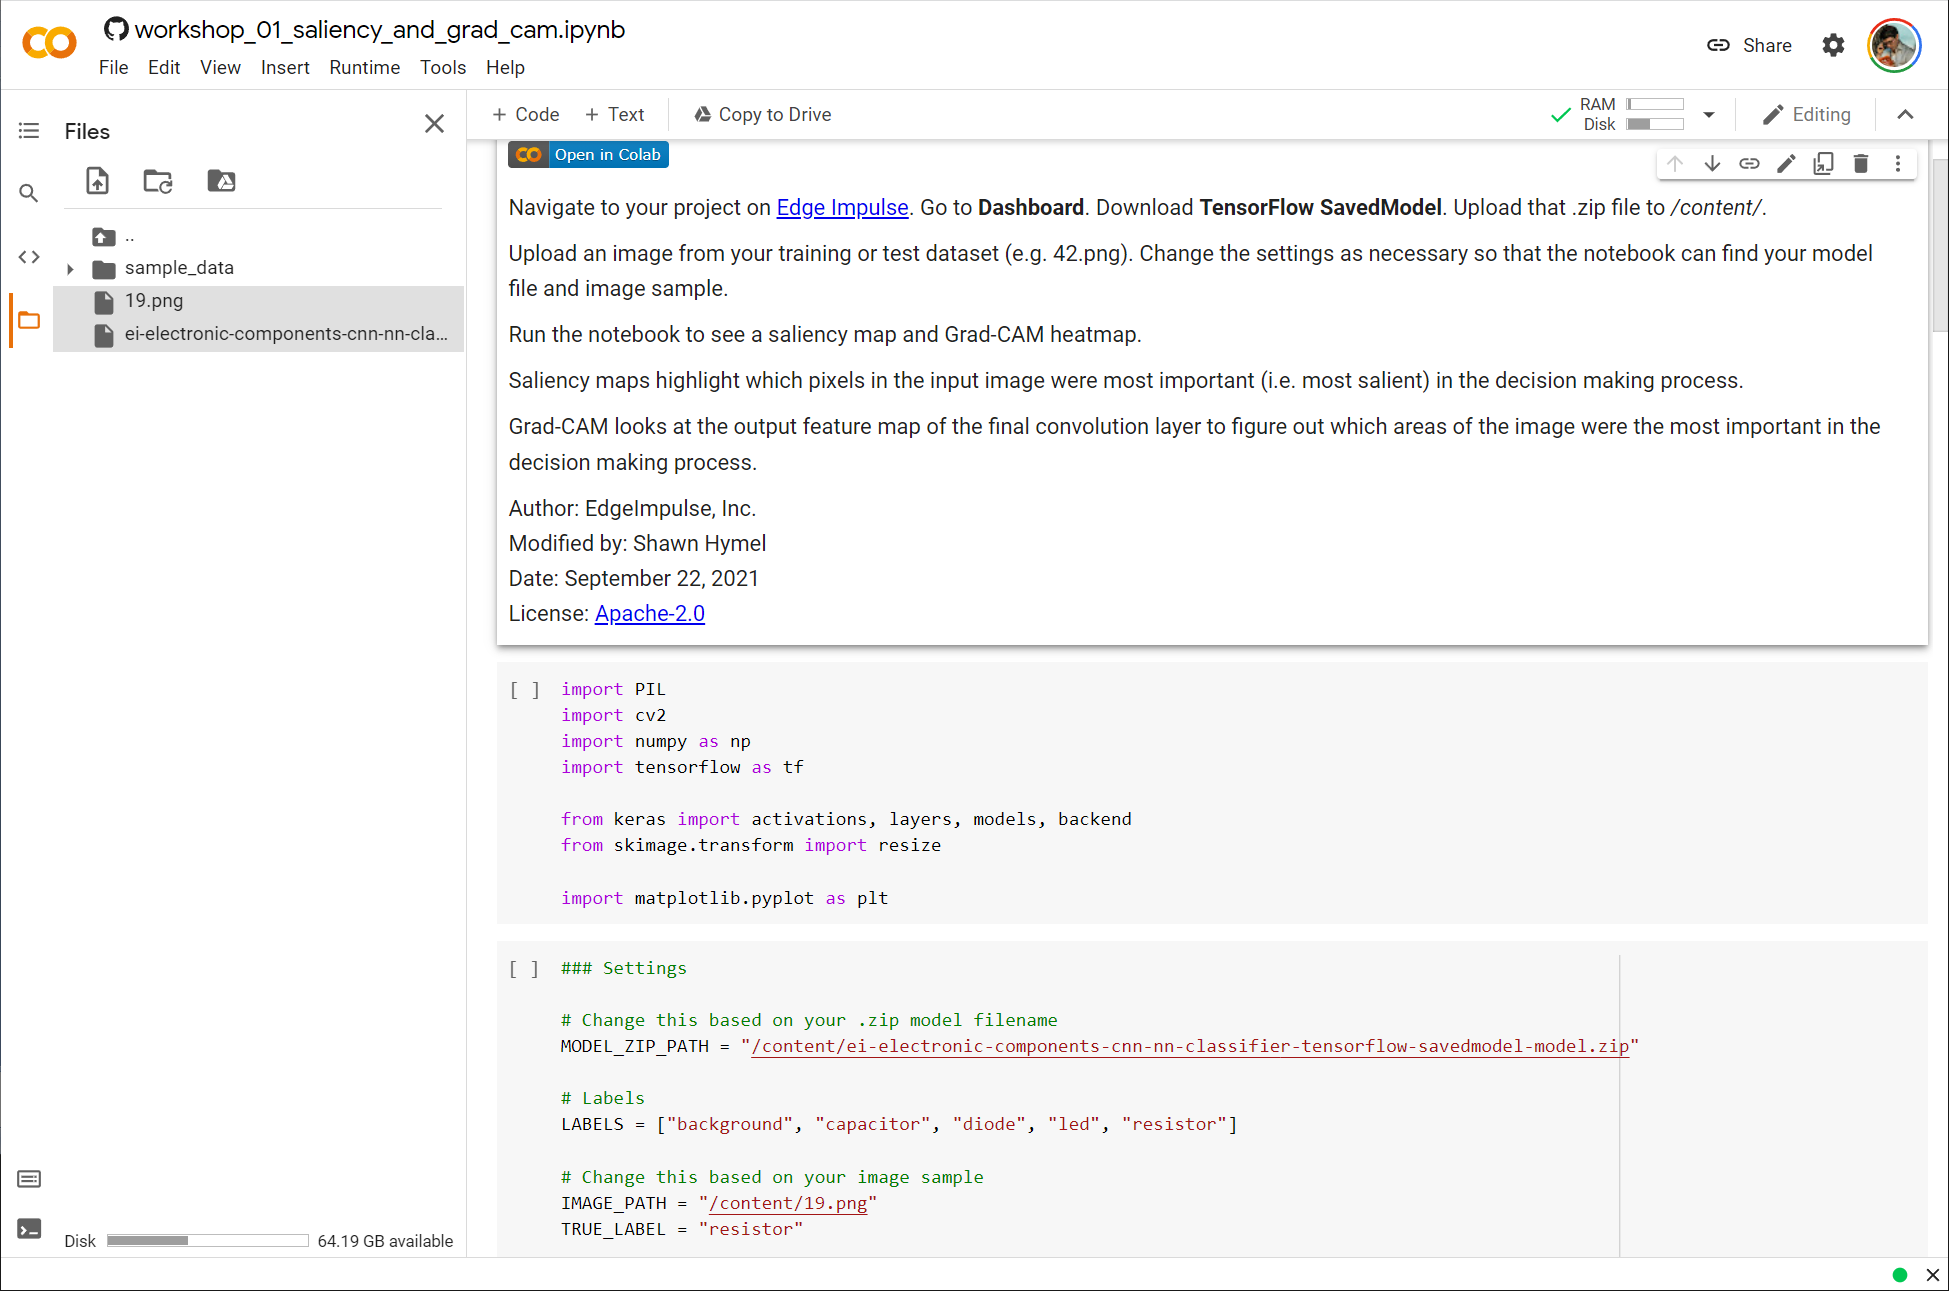 workshop_01_saliency_and_grad_cam.ipynb
File Edit View Insert Runtime Tools Help
Share
Files
..
sample_data
19.png
ei-electronic-components-cnn-nn-cla...
Disk 64.19 GB available
+ Code + Text Copy to Drive
RAM
Disk
Editing
Open in Colab
Navigate to your project on Edge Impulse. Go to Dashboard. Download TensorFlow SavedModel. Upload that .zip file to /content/.
Upload an image from your training or test dataset (e.g. 42.png). Change the settings as necessary so that the notebook can find your model
file and image sample.
Run the notebook to see a saliency map and Grad-CAM heatmap.
Saliency maps highlight which pixels in the input image were most important (i.e. most salient) in the decision making process.
Grad-CAM looks at the output feature map of the final convolution layer to figure out which areas of the image were the most important in the
decision making process.
Author: EdgeImpulse, Inc.
Modified by: Shawn Hymel
Date: September 22, 2021
License: Apache-2.0
[ ] import PIL
import cv2
import numpy as np
import tensorflow as tf
from keras import activations, layers, models, backend
from skimage.transform import resize
import matplotlib.pyplot as plt
[ ] ### Settings
# Change this based on your .zip model filename
MODEL_ZIP_PATH = "/content/ei-electronic-components-cnn-nn-classifier-tensorflow-savedmodel-model.zip"
# Labels
LABELS = ["background", "capacitor", "diode", "led", "resistor"]
# Change this based on your image sample
IMAGE_PATH = "/content/19.png"
TRUE_LABEL = "resistor"